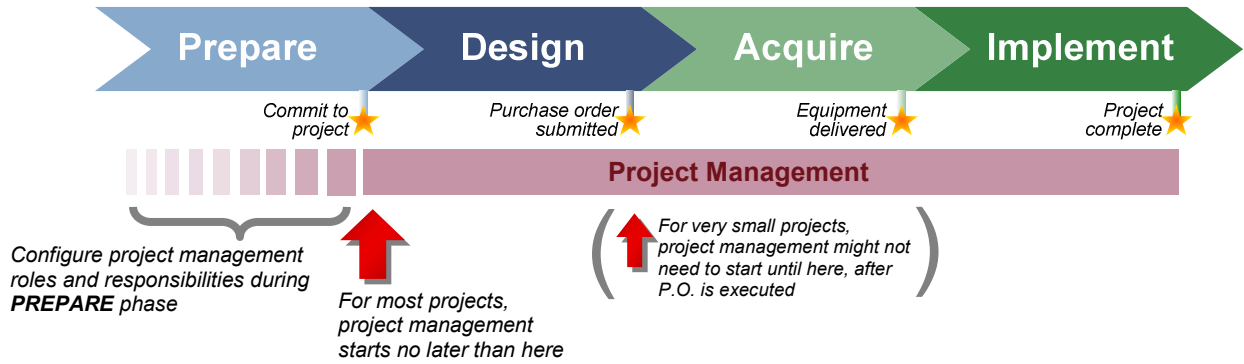 Prepare
Design
Acquire
Implement
Commit to
project
Purchase order
submitted
Equipment
delivered
Project
complete
Project Management
Configure project management
roles and responsibilities during
PREPARE phase
For most projects,
project management
starts no later than here
( For very small projects,
project management might not
need to start until here, after
P.O. is executed )